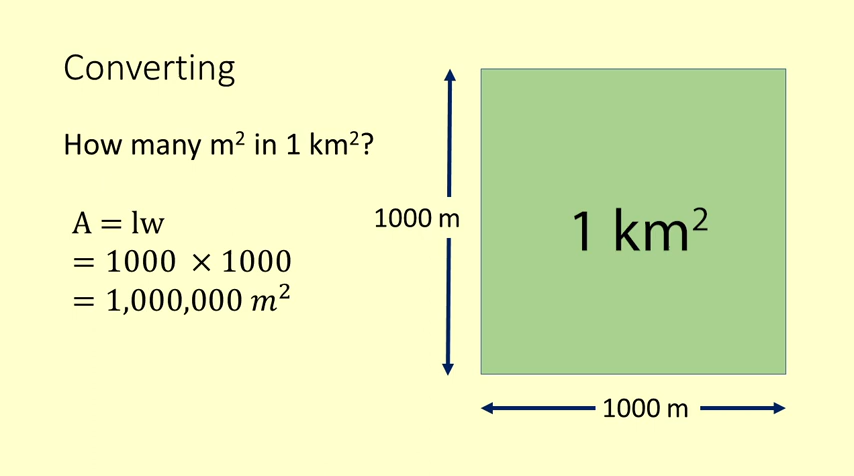 Converting
How many m² in 1 km²?
A = lw
= 1000 × 1000
= 1,000,000 m²
1000 m
1 km²
1000 m